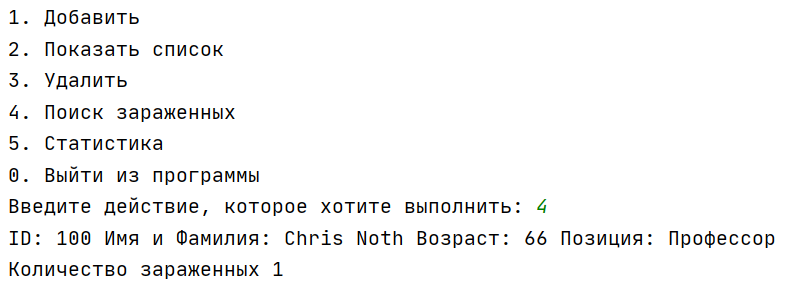 1. Добавить
2. Показать список
3. Удалить
4. Поиск зараженных
5. Статистика
0. Выйти из программы
Введите действие, которое хотите выполнить: 4
ID: 100 Имя и Фамилия: Chris Noth Возраст: 66 Позиция: Профессор
Количество зараженных 1